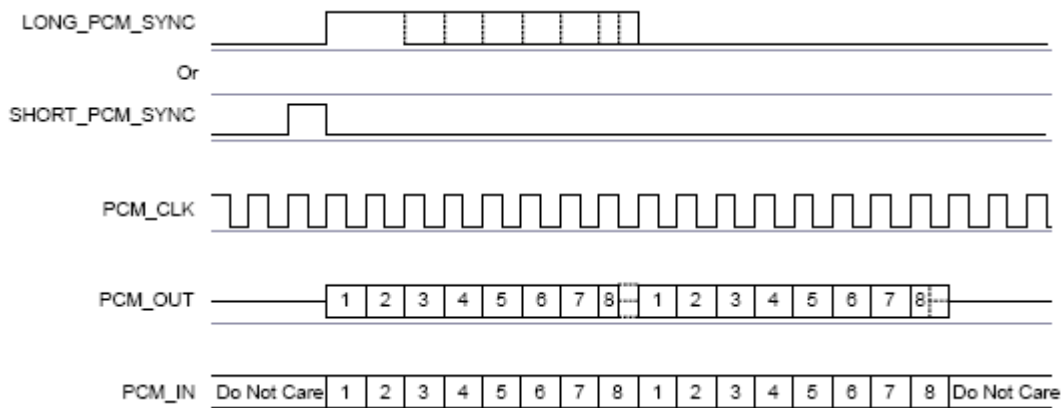 LONG_PCM_SYNC
Or
SHORT_PCM_SYNC
PCM_CLK
PCM_OUT 1 2 3 4 5 6 7 8 1 2 3 4 5 6 7 8
PCM_IN Do Not Care 1 2 3 4 5 6 7 8 1 2 3 4 5 6 7 8 Do Not Care